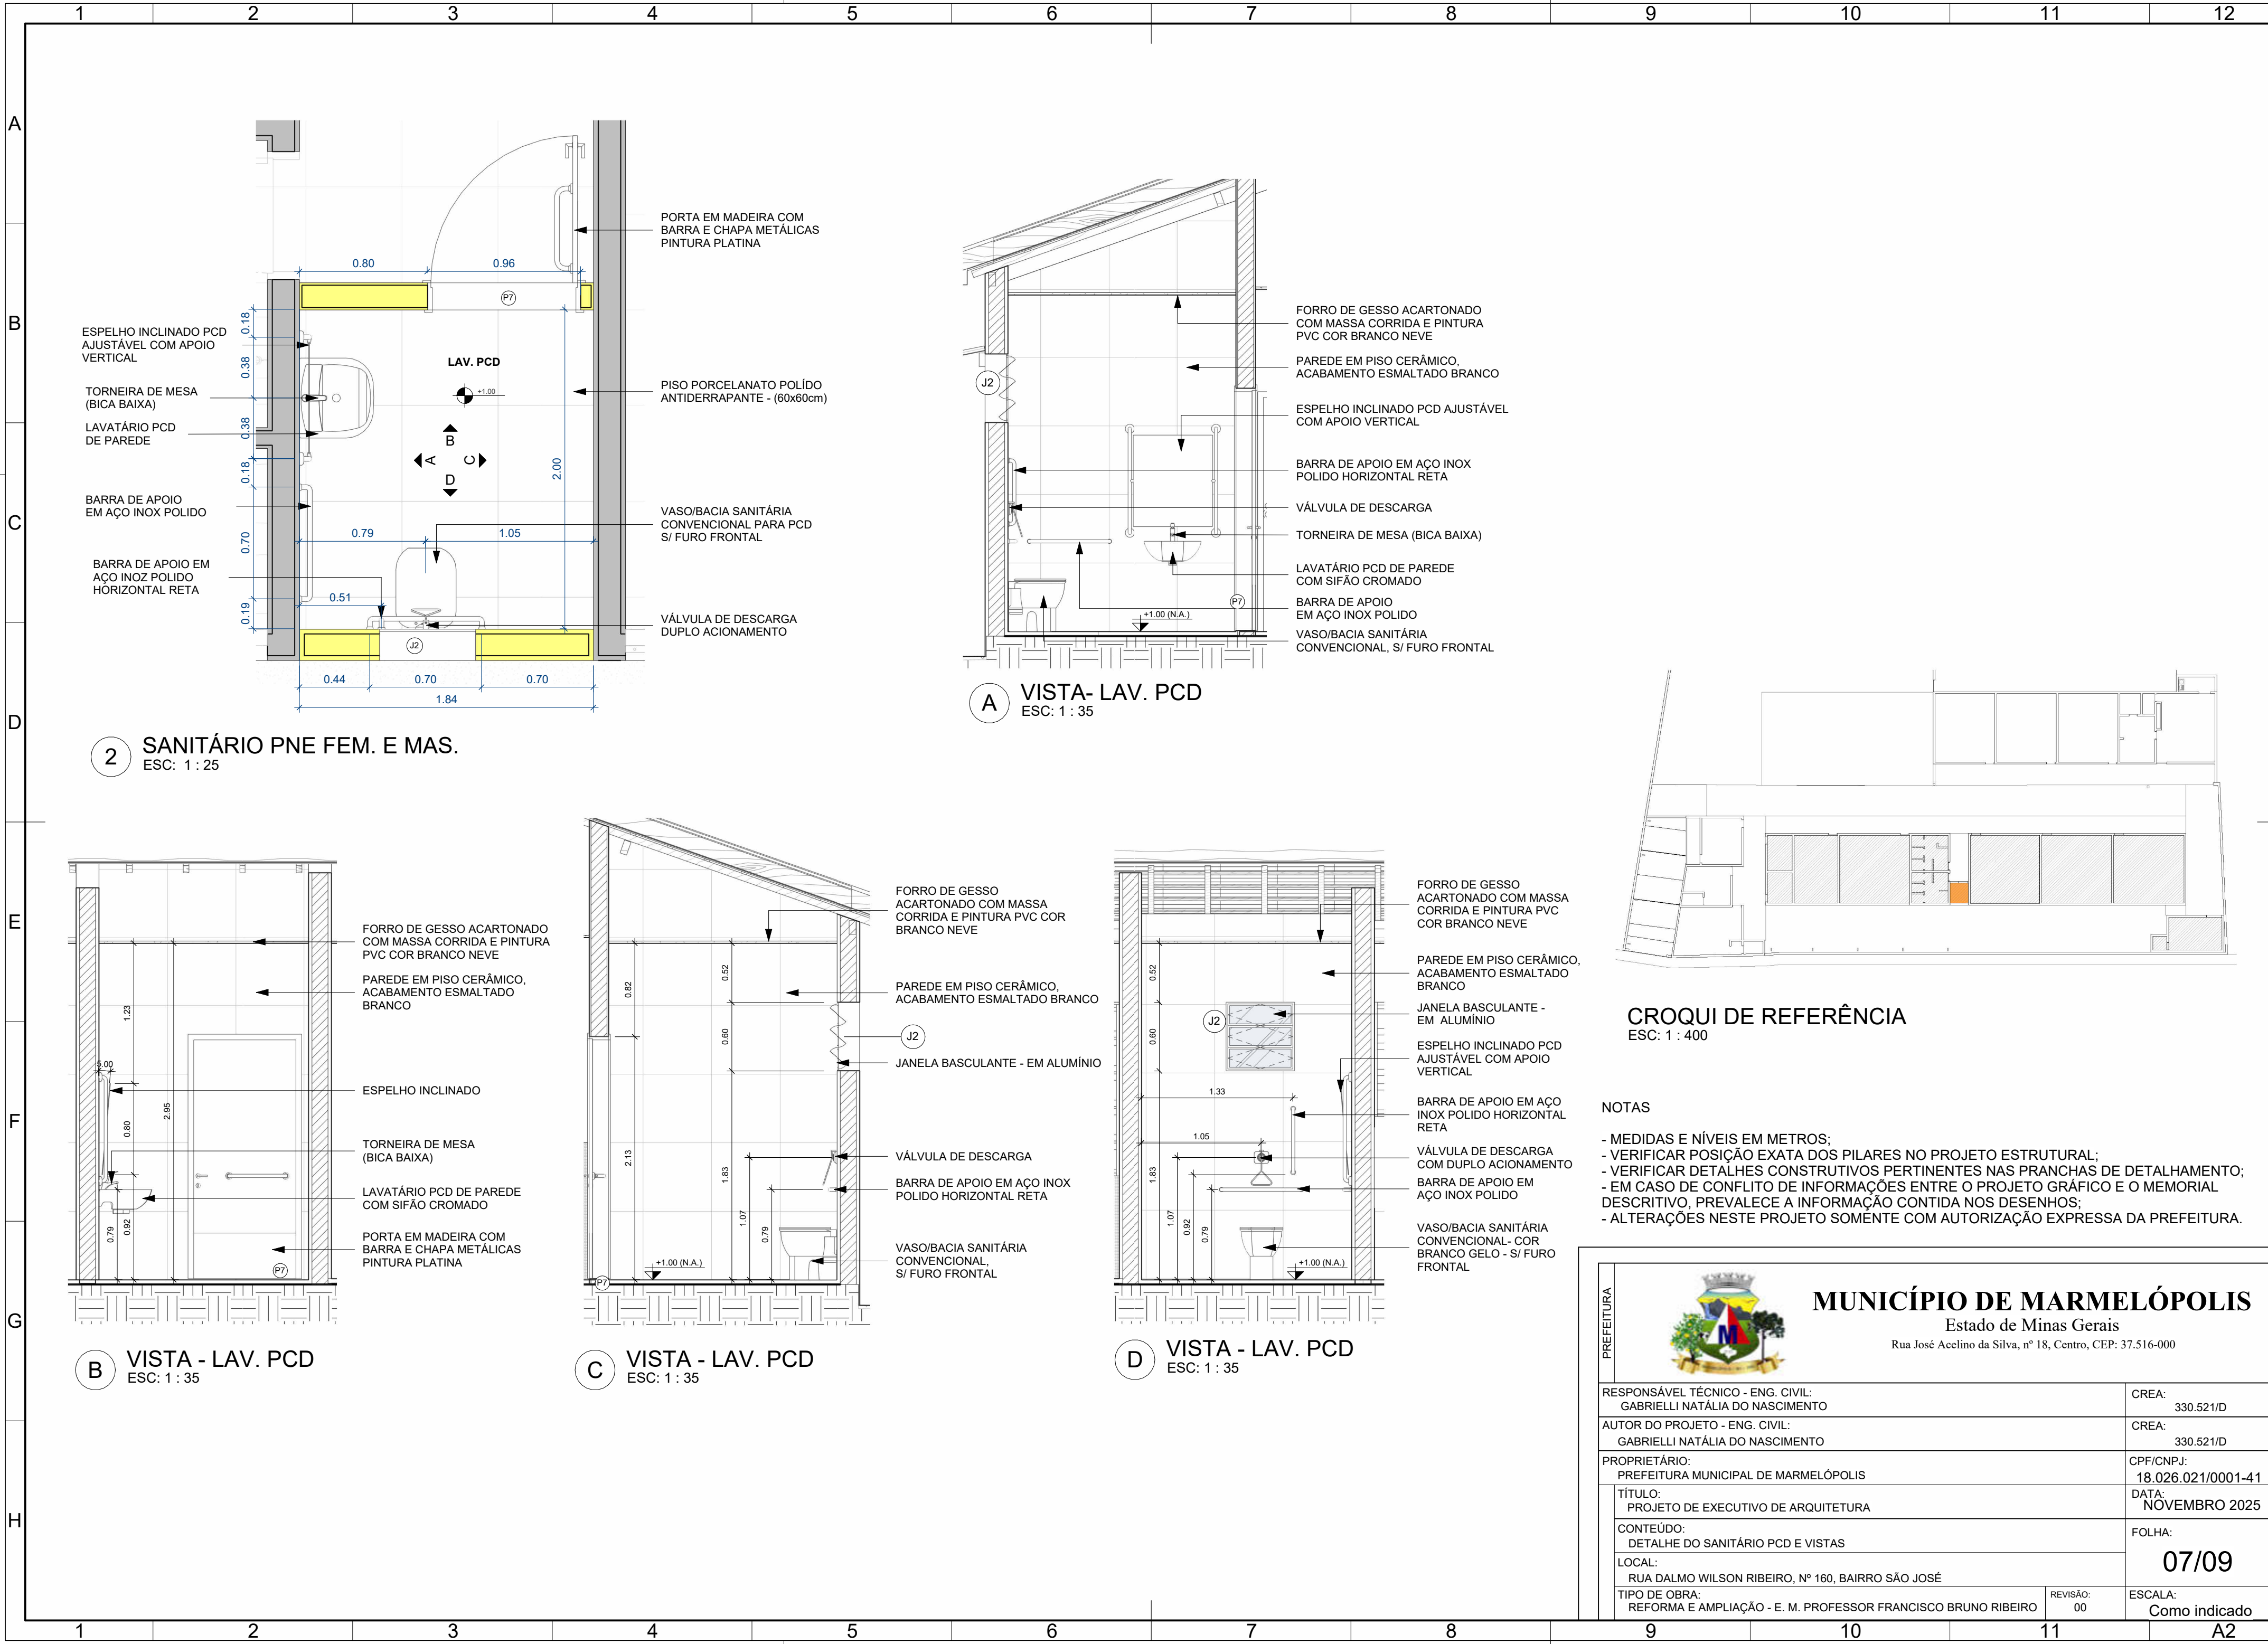 1 2 3 4 5 6 7 8 9 10 11 12
A
B
C
D
E
F
G
H
PORTA EM MADEIRA COM
BARRA E CHAPA METÁLICAS
PINTURA PLATINA
0.80
0.96
P7
ESPELHO INCLINADO PCD
AJUSTÁVEL COM APOIO
VERTICAL
TORNEIRA DE MESA
(BICA BAIXA)
LAVATÁRIO PCD
DE PAREDE
BARRA DE APOIO
EM AÇO INOX POLIDO
BARRA DE APOIO EM
AÇO INOZ POLIDO
HORIZONTAL RETA
0.18
0.38
0.38
0.18
0.70
0.19
LAV. PCD
+1.00
B
A
C
D
2.00
0.79
1.05
0.51
J2
PISO PORCELANATO POLÍDO
ANTIDERRAPANTE - (60x60cm)
VASO/BACIA SANITÁRIA
CONVENCIONAL PARA PCD
S/ FURO FRONTAL
VÁLVULA DE DESCARGA
DUPLO ACIONAMENTO
0.44
0.70
0.70
1.84
2
SANITÁRIO PNE FEM. E MAS.
ESC: 1 : 25
J2
FORRO DE GESSO ACARTONADO
COM MASSA CORRIDA E PINTURA
PVC COR BRANCO NEVE
PAREDE EM PISO CERÂMICO,
ACABAMENTO ESMALTADO BRANCO
ESPELHO INCLINADO PCD AJUSTÁVEL
COM APOIO VERTICAL
BARRA DE APOIO EM AÇO INOX
POLIDO HORIZONTAL RETA
VÁLVULA DE DESCARGA
TORNEIRA DE MESA (BICA BAIXA)
LAVATÁRIO PCD DE PAREDE
COM SIFÃO CROMADO
BARRA DE APOIO
EM AÇO INOX POLIDO
VASO/BACIA SANITÁRIA
CONVENCIONAL, S/ FURO FRONTAL
P7
+1.00 (N.A.)
A
VISTA- LAV. PCD
ESC: 1 : 35
FORRO DE GESSO ACARTONADO
COM MASSA CORRIDA E PINTURA
PVC COR BRANCO NEVE
PAREDE EM PISO CERÂMICO,
ACABAMENTO ESMALTADO
BRANCO
ESPELHO INCLINADO
TORNEIRA DE MESA
(BICA BAIXA)
LAVATÁRIO PCD DE PAREDE
COM SIFÃO CROMADO
PORTA EM MADEIRA COM
BARRA E CHAPA METÁLICAS
PINTURA PLATINA
1.23
5.00
0.80
2.95
0.79
0.92
P7
B
VISTA - LAV. PCD
ESC: 1 : 35
FORRO DE GESSO
ACARTONADO COM MASSA
CORRIDA E PINTURA PVC COR
BRANCO NEVE
PAREDE EM PISO CERÂMICO,
ACABAMENTO ESMALTADO BRANCO
J2
JANELA BASCULANTE - EM ALUMÍNIO
VÁLVULA DE DESCARGA
BARRA DE APOIO EM AÇO INOX
POLIDO HORIZONTAL RETA
VASO/BACIA SANITÁRIA
CONVENCIONAL,
S/ FURO FRONTAL
0.82
0.52
0.60
2.13
1.83
1.07
0.79
+1.00 (N.A.)
P7
C
VISTA - LAV. PCD
ESC: 1 : 35
FORRO DE GESSO
ACARTONADO COM MASSA
CORRIDA E PINTURA PVC
COR BRANCO NEVE
PAREDE EM PISO CERÂMICO,
ACABAMENTO ESMALTADO
BRANCO
JANELA BASCULANTE -
EM ALUMÍNIO
ESPELHO INCLINADO PCD
AJUSTÁVEL COM APOIO
VERTICAL
BARRA DE APOIO EM AÇO
INOX POLIDO HORIZONTAL
RETA
VÁLVULA DE DESCARGA
COM DUPLO ACIONAMENTO
BARRA DE APOIO EM
AÇO INOX POLIDO
VASO/BACIA SANITÁRIA
CONVENCIONAL- COR
BRANCO GELO - S/ FURO
FRONTAL
0.52
J2
0.60
1.33
1.05
1.83
1.07
0.92
0.79
+1.00 (N.A.)
D
VISTA - LAV. PCD
ESC: 1 : 35
CROQUI DE REFERÊNCIA
ESC: 1 : 400
NOTAS
- MEDIDAS E NÍVEIS EM METROS;
- VERIFICAR POSIÇÃO EXATA DOS PILARES NO PROJETO ESTRUTURAL;
- VERIFICAR DETALHES CONSTRUTIVOS PERTINENTES NAS PRANCHAS DE DETALHAMENTO;
- EM CASO DE CONFLITO DE INFORMAÇÕES ENTRE O PROJETO GRÁFICO E O MEMORIAL
DESCRITIVO, PREVALECE A INFORMAÇÃO CONTIDA NOS DESENHOS;
- ALTERAÇÕES NESTE PROJETO SOMENTE COM AUTORIZAÇÃO EXPRESSA DA PREFEITURA.
PREFEITURA
M
MUNICÍPIO DE MARMELÓPOLIS
Estado de Minas Gerais
Rua José Acelino da Silva, nº 18, Centro, CEP: 37.516-000
RESPONSÁVEL TÉCNICO - ENG. CIVIL:
GABRIELLI NATÁLIA DO NASCIMENTO
CREA:
330.521/D
AUTOR DO PROJETO - ENG. CIVIL:
GABRIELLI NATÁLIA DO NASCIMENTO
CREA:
330.521/D
PROPRIETÁRIO:
PREFEITURA MUNICIPAL DE MARMELÓPOLIS
CPF/CNPJ:
18.026.021/0001-41
TÍTULO:
PROJETO DE EXECUTIVO DE ARQUITETURA
DATA:
NOVEMBRO 2025
CONTEÚDO:
DETALHE DO SANITÁRIO PCD E VISTAS
FOLHA:
07/09
LOCAL:
RUA DALMO WILSON RIBEIRO, Nº 160, BAIRRO SÃO JOSÉ
TIPO DE OBRA:
REFORMA E AMPLIAÇÃO - E. M. PROFESSOR FRANCISCO BRUNO RIBEIRO
REVISÃO:
00
ESCALA:
Como indicado
1 2 3 4 5 6 7 8 9 10 11 A2